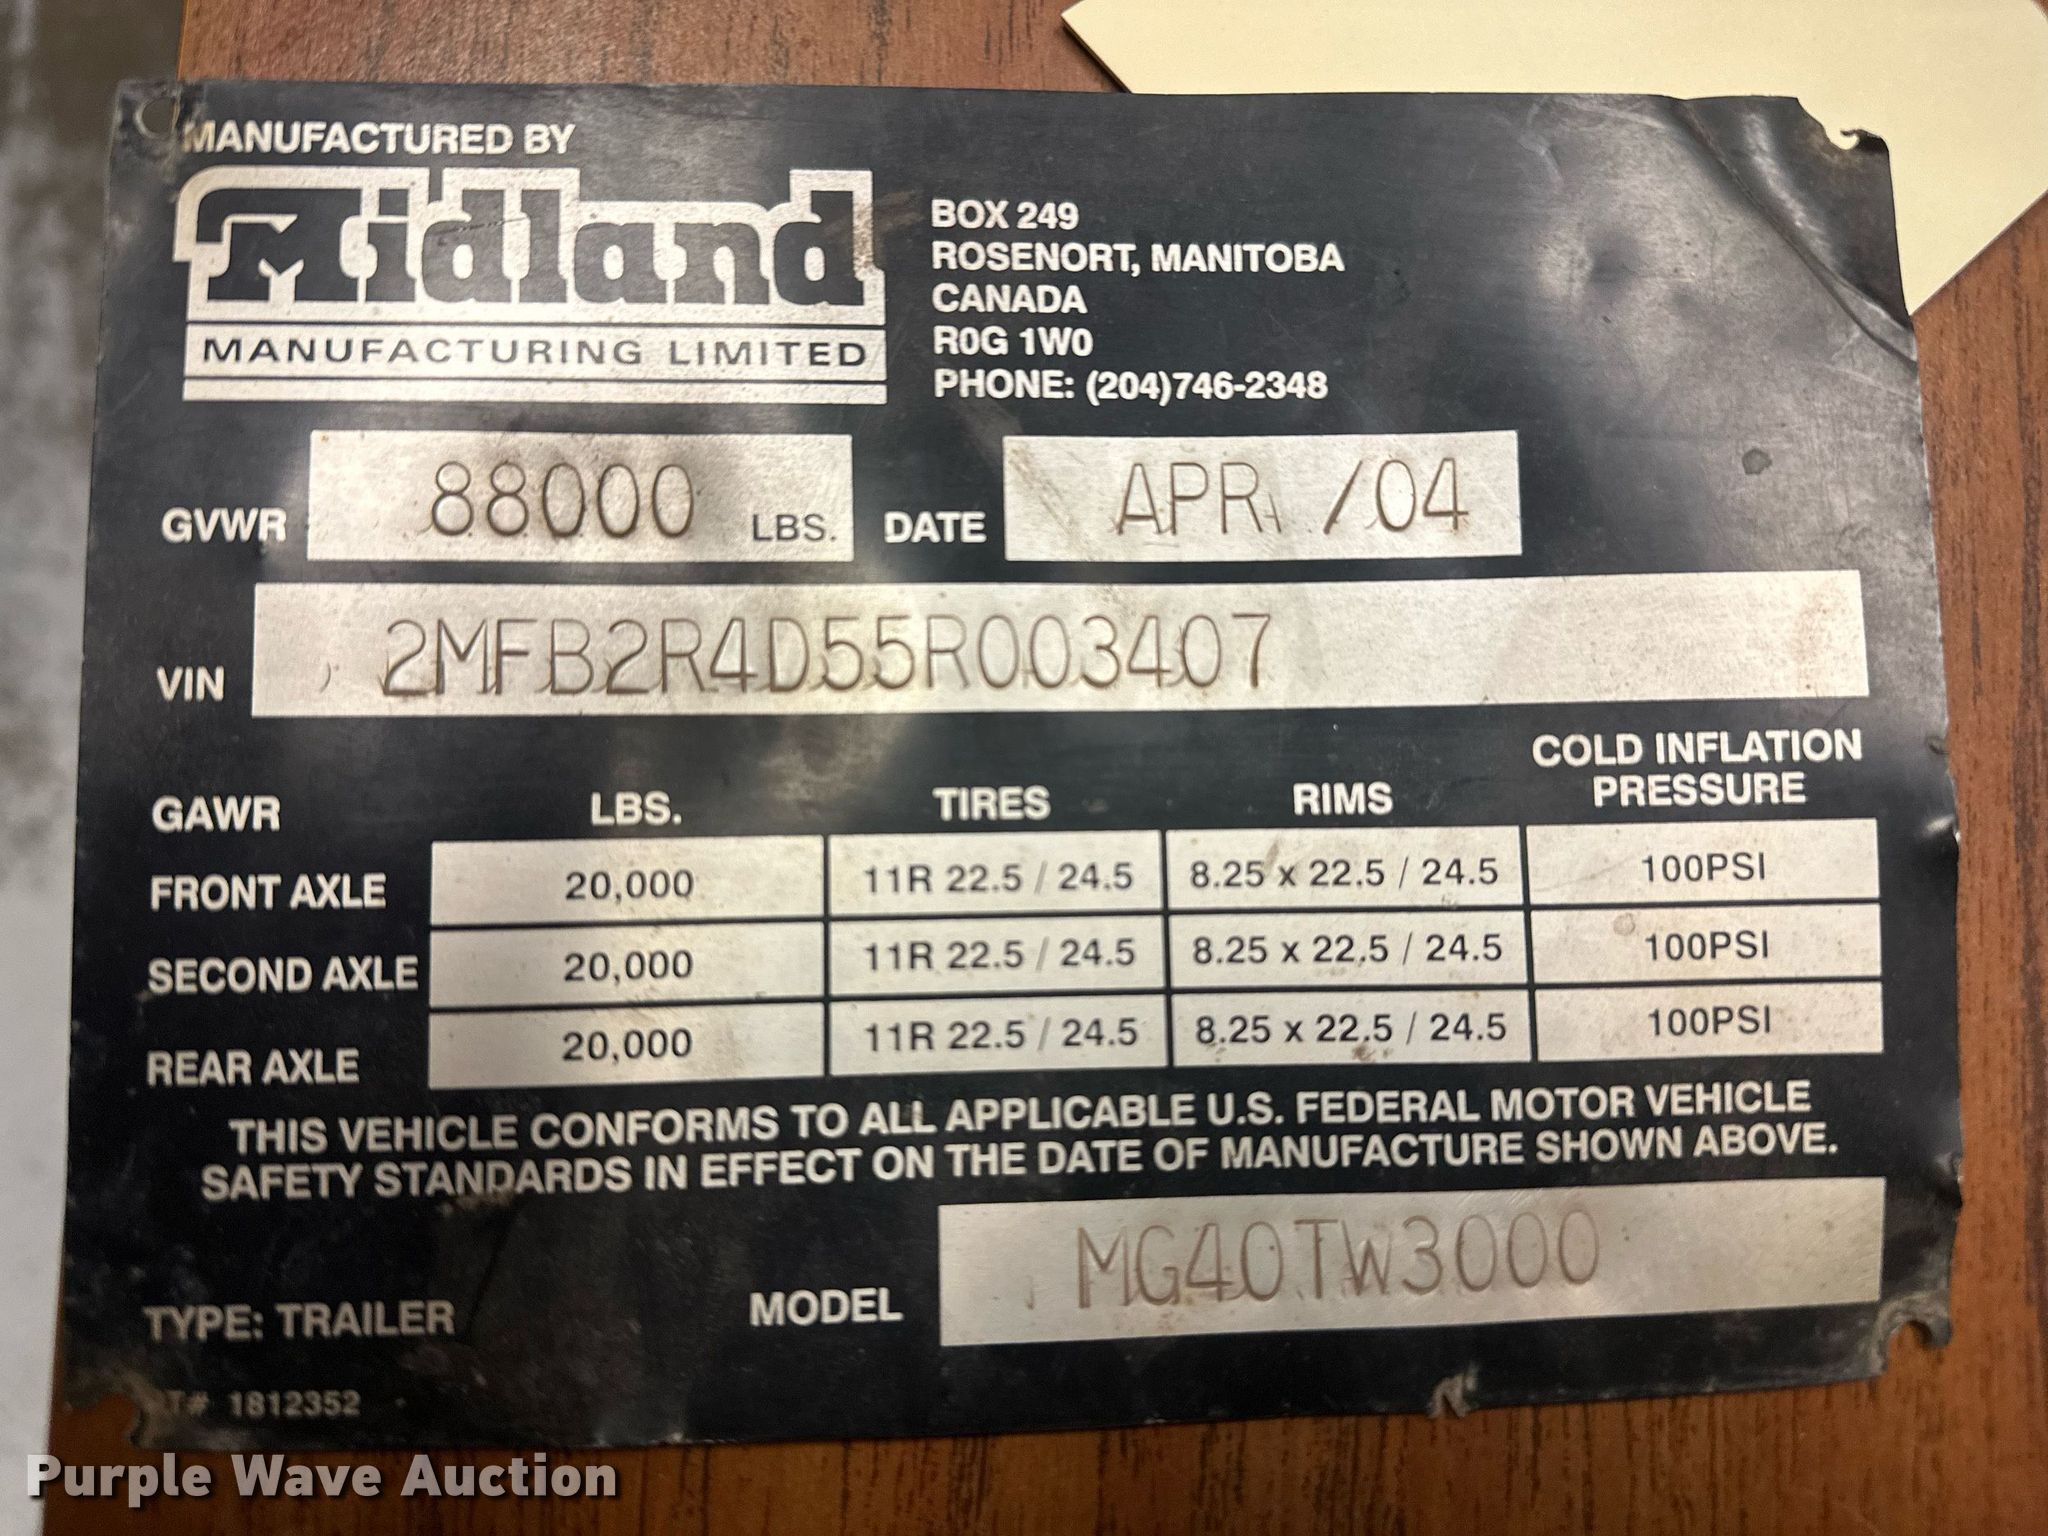 MANUFACTURED BY
Midland
MANUFACTURING LIMITED
BOX 249
ROSENORT, MANITOBA
CANADA
R0G 1W0
PHONE: (204)746-2348
GVWR 88000 LBS. DATE APR /04
VIN 2MFB2R4D55R003407
GAWR LBS. TIRES RIMS COLD INFLATION
PRESSURE
FRONT AXLE 20,000 11R 22.5 / 24.5 8.25 x 22.5 / 24.5 100PSI
SECOND AXLE 20,000 11R 22.5 / 24.5 8.25 x 22.5 / 24.5 100PSI
REAR AXLE 20,000 11R 22.5 / 24.5 8.25 x 22.5 / 24.5 100PSI
THIS VEHICLE CONFORMS TO ALL APPLICABLE U.S. FEDERAL MOTOR VEHICLE
SAFETY STANDARDS IN EFFECT ON THE DATE OF MANUFACTURE SHOWN ABOVE.
TYPE: TRAILER MODEL MG40TW3000
1812352
Purple Wave Auction